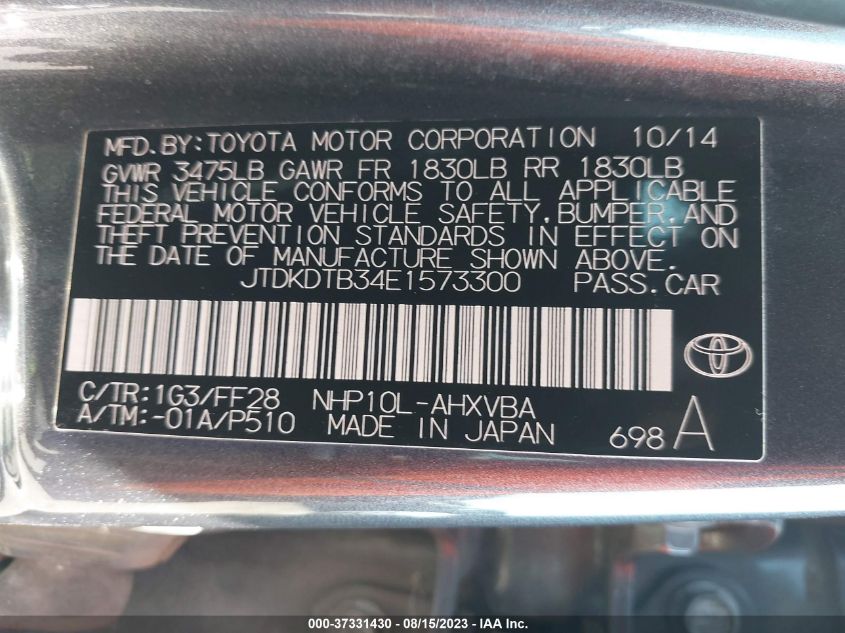 MFD.BY:TOYOTA MOTOR CORPORATION 10/14
GVWR 3475LB GAWR FR 1830LB RR 1830LB
THIS VEHICLE CONFORMS TO ALL APPLICABLE
FEDERAL MOTOR VEHICLE SAFETY,BUMPER,AND
THEFT PREVENTION STANDARDS IN EFFECT ON
THE DATE OF MANUFACTURE SHOWN ABOVE.
JTDKDTB34E1573300 PASS.CAR
C/TR:1G3/FF28 NHP10L-AHXVBA
A/TM:-01A/P510 MADE IN JAPAN 698 A
000-37331430 - 08/15/2023 - IAA Inc.